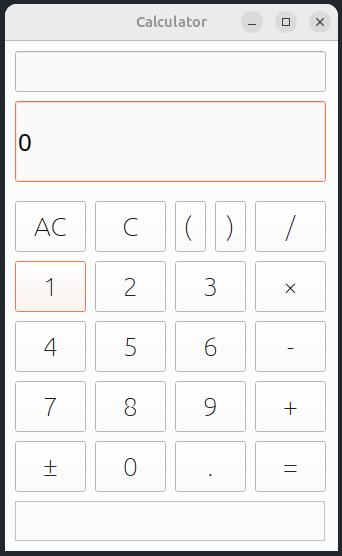 Calculator
0
AC C ( ) /
1 2 3 ×
4 5 6 -
7 8 9 +
± 0 . =